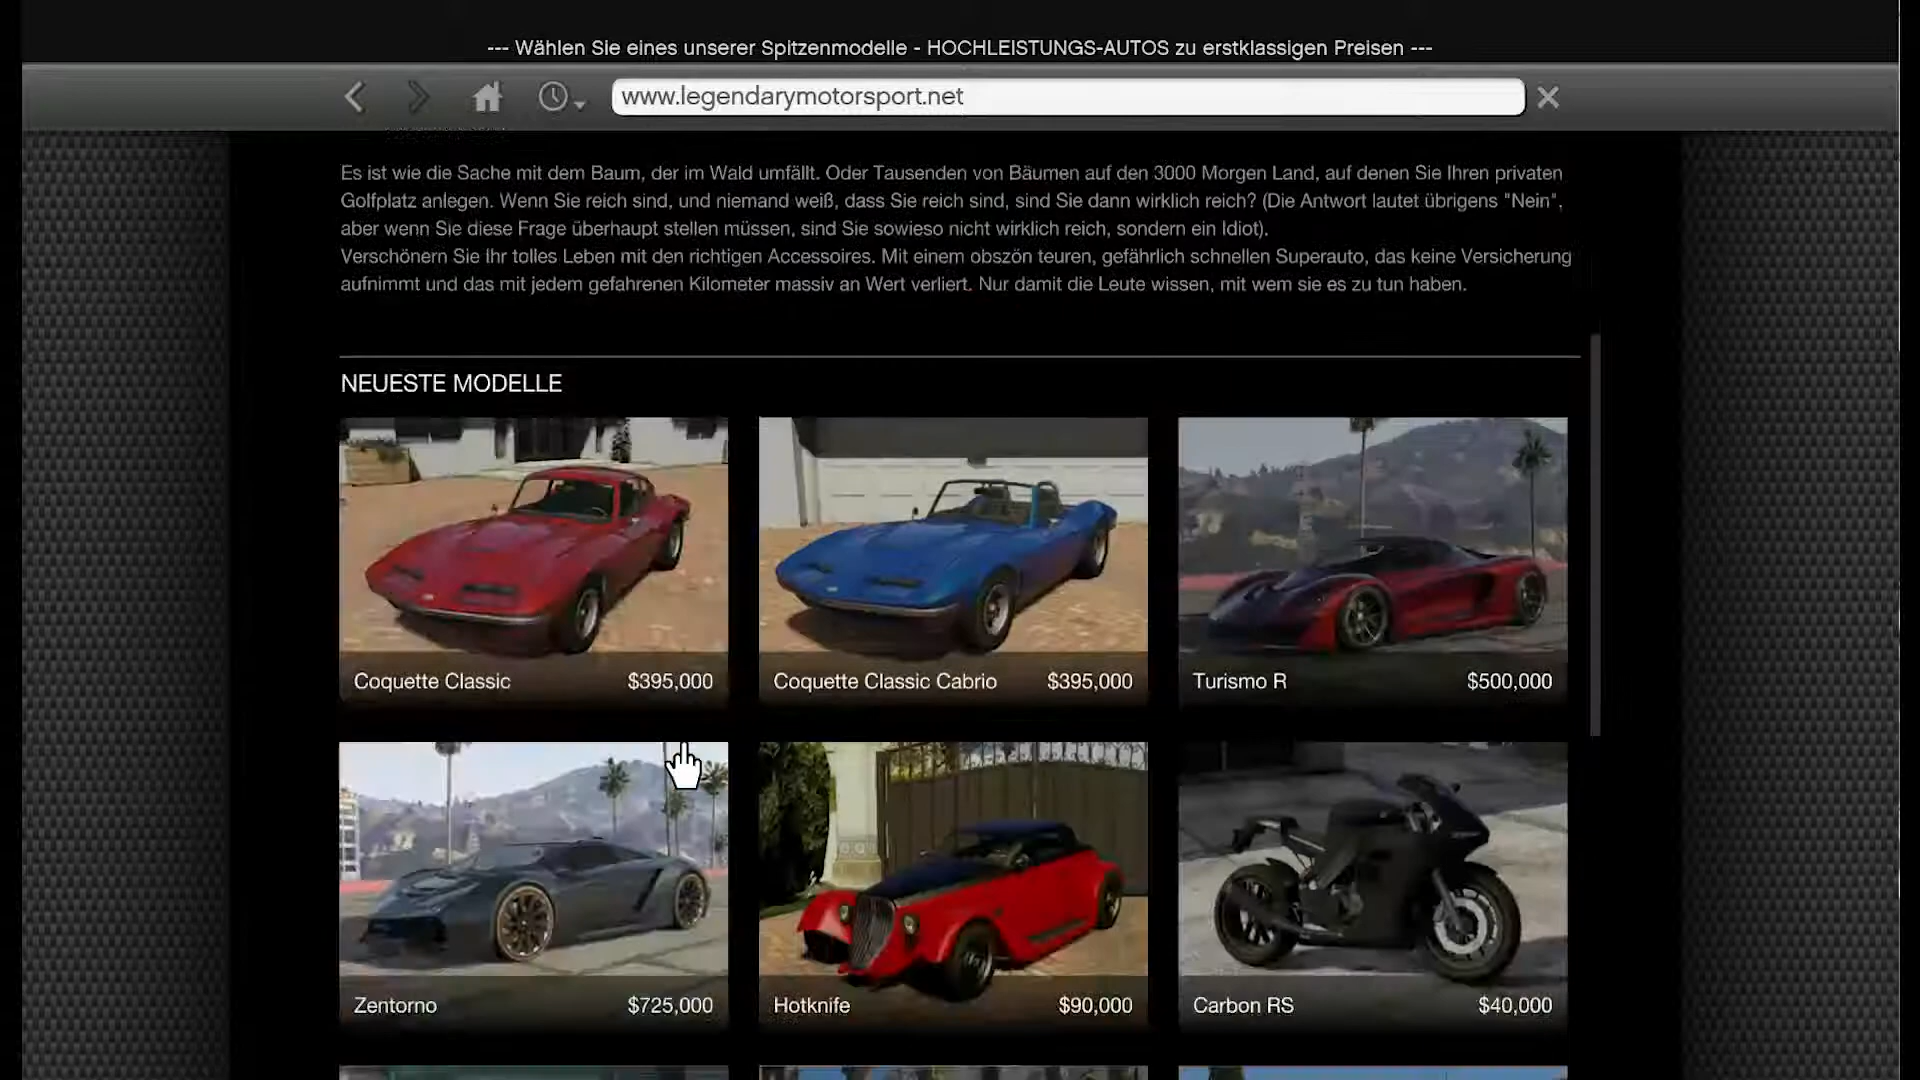 --- Wählen Sie eines unserer Spitzenmodelle - HOCHLEISTUNGS-AUTOS zu erstklassigen Preisen ---
www.legendarymotorsport.net
Es ist wie die Sache mit dem Baum, der im Wald umfällt. Oder Tausenden von Bäumen auf den 3000 Morgen Land, auf denen Sie Ihren privaten
Golfplatz anlegen. Wenn Sie reich sind, und niemand weiß, dass Sie reich sind, sind Sie dann wirklich reich? (Die Antwort lautet übrigens "Nein",
aber wenn Sie diese Frage überhaupt stellen müssen, sind Sie sowieso nicht wirklich reich, sondern ein Idiot).
Verschönern Sie Ihr tolles Leben mit den richtigen Accessoires. Mit einem obszön teuren, gefährlich schnellen Superauto, das keine Versicherung
aufnimmt und das mit jedem gefahrenen Kilometer massiv an Wert verliert. Nur damit die Leute wissen, mit wem sie es zu tun haben.
NEUESTE MODELLE
Coquette Classic $395,000
Coquette Classic Cabrio $395,000
Turismo R $500,000
Zentorno $725,000
Hotknife $90,000
Carbon RS $40,000